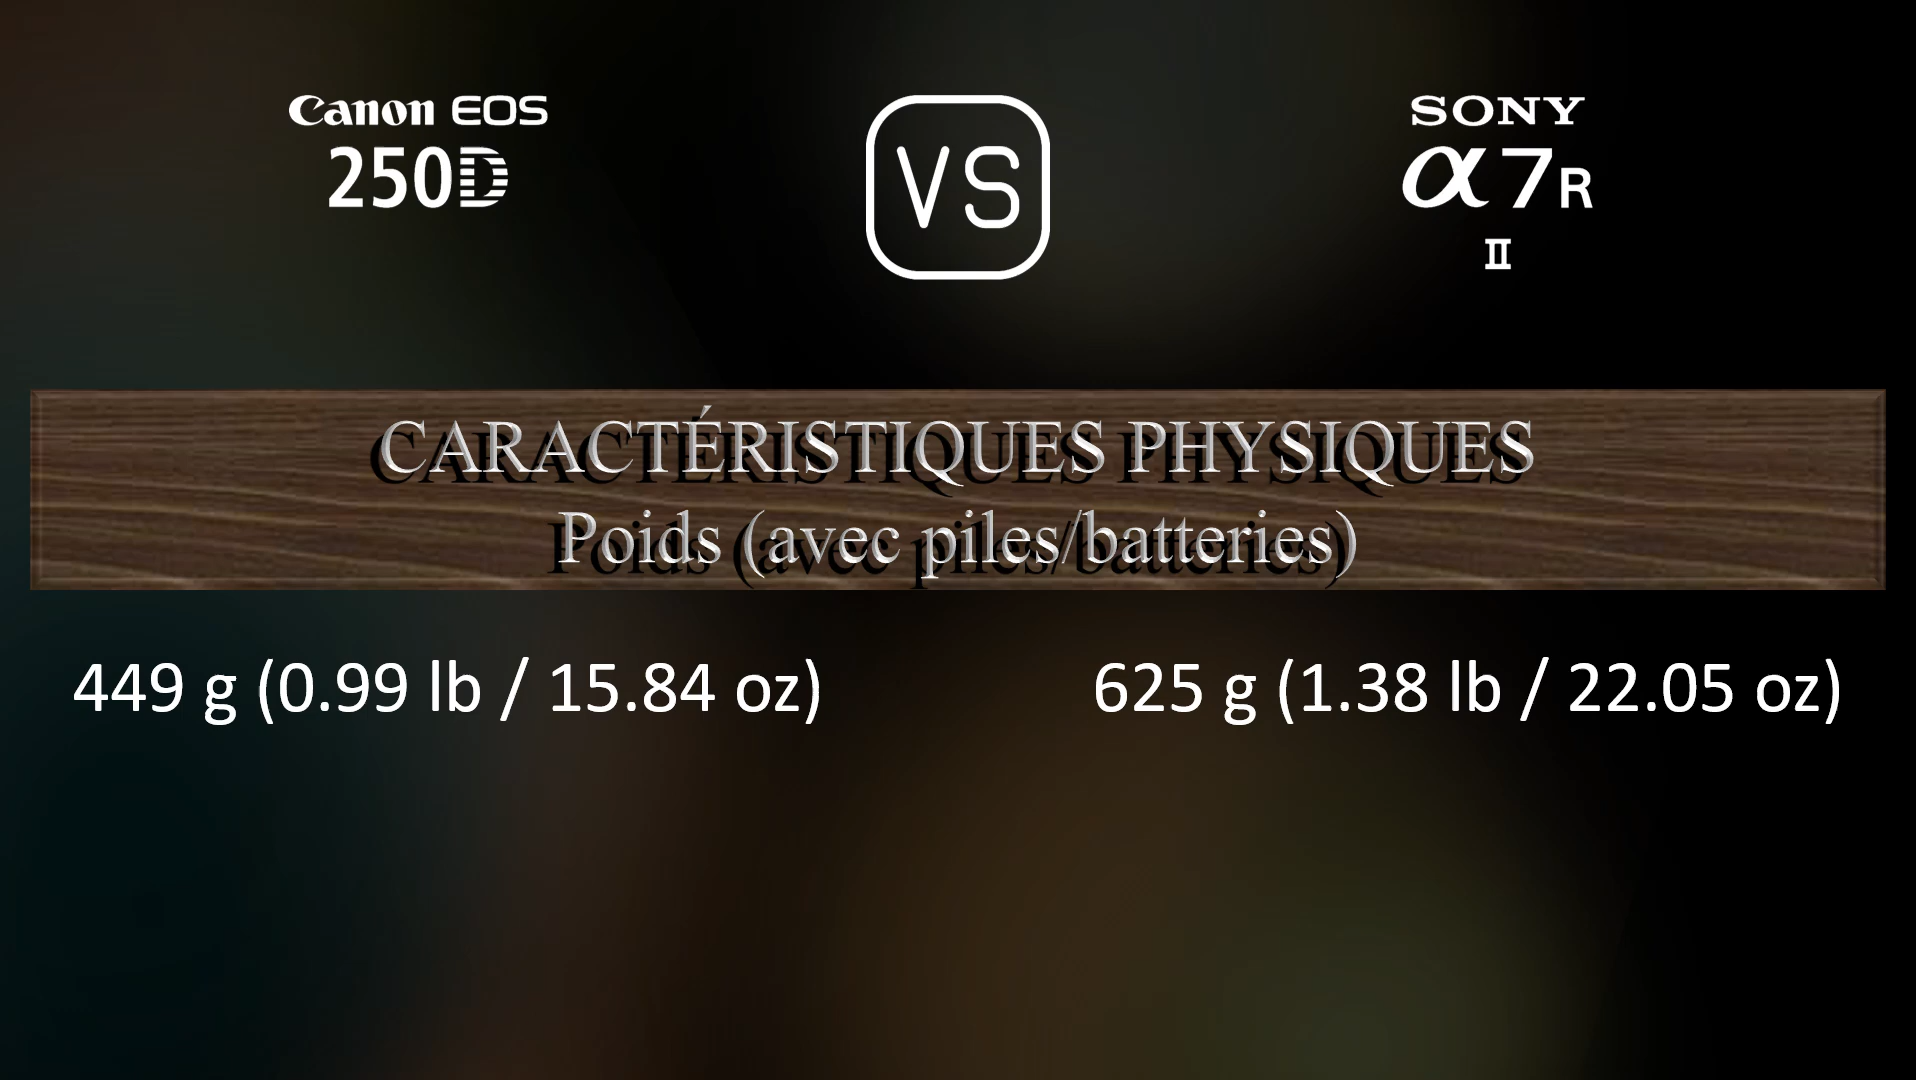 Canon EOS
250D
VS
SONY
α7R
II
CARACTÉRISTIQUES PHYSIQUES
Poids (avec piles/batteries)
449 g (0.99 lb / 15.84 oz)
625 g (1.38 lb / 22.05 oz)